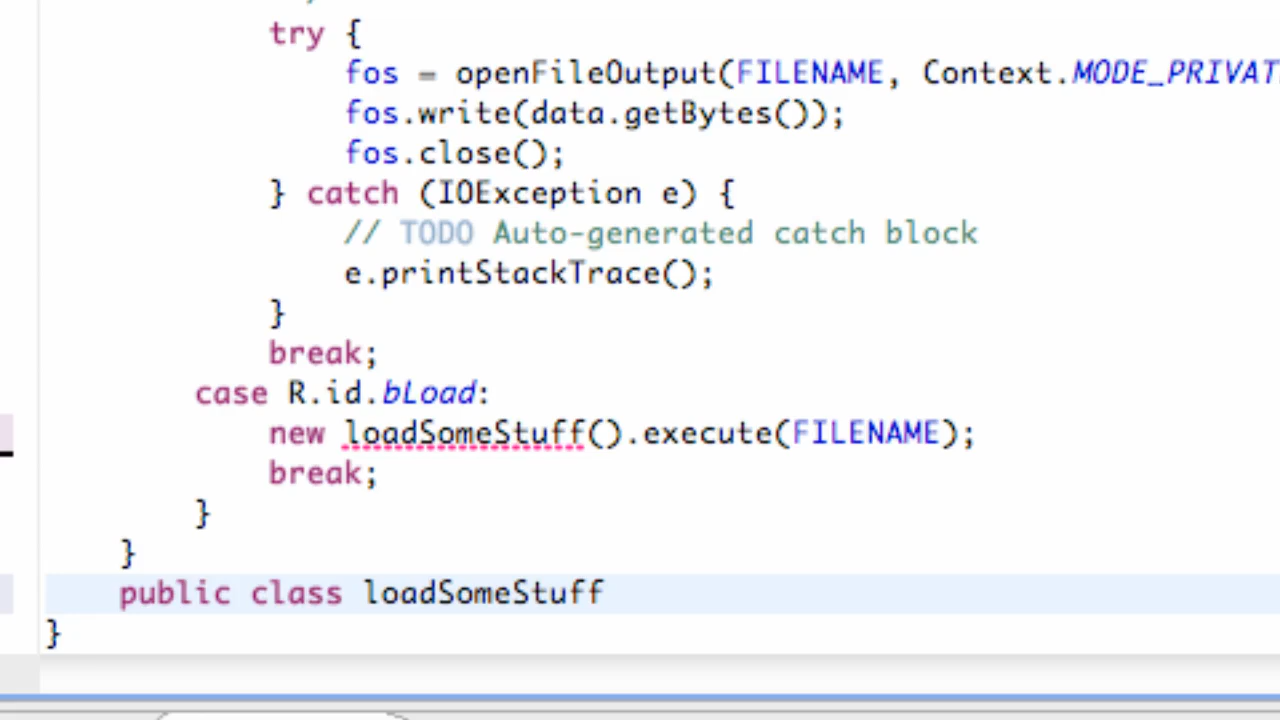 try {
fos = openFileOutput(FILENAME, Context.MODE_PRIVAT
fos.write(data.getBytes());
fos.close();
} catch (IOException e) {
// TODO Auto-generated catch block
e.printStackTrace();
}
break;
case R.id.bLoad:
new loadSomeStuff().execute(FILENAME);
break;
}
}
public class loadSomeStuff
}